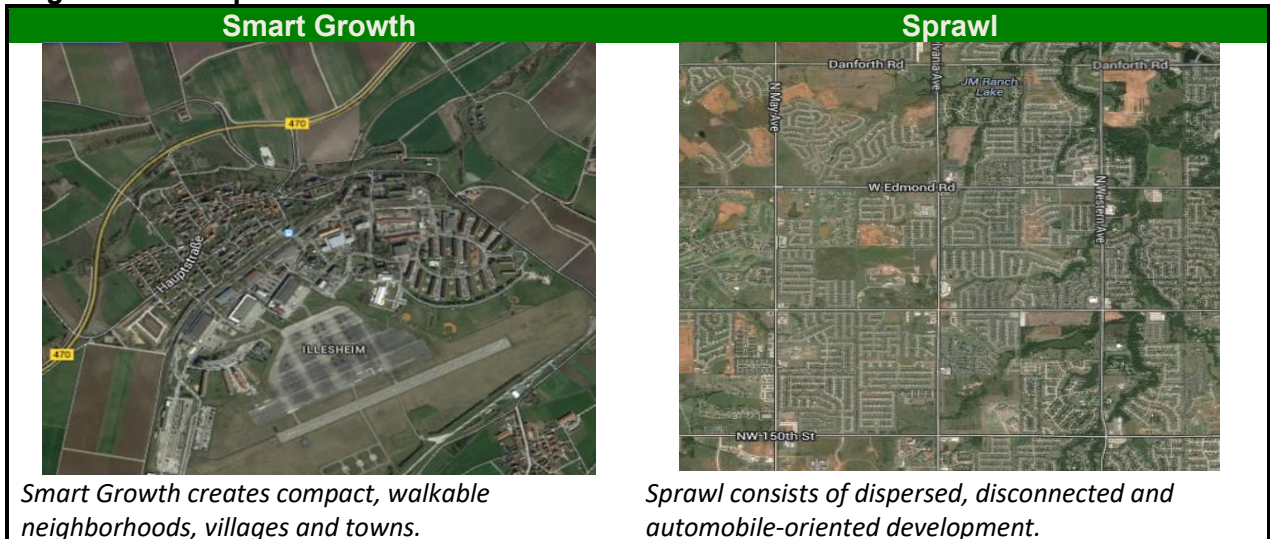 Smart Growth
Sprawl
470
Hauptstraße
470
ILLESHEIM
Danforth Rd
Danforth Rd
JM Ranch
Lake
N May Ave
vania Ave
W Edmond Rd
N Western Ave
NW 150th St
Smart Growth creates compact, walkable
neighborhoods, villages and towns.
Sprawl consists of dispersed, disconnected and
automobile-oriented development.